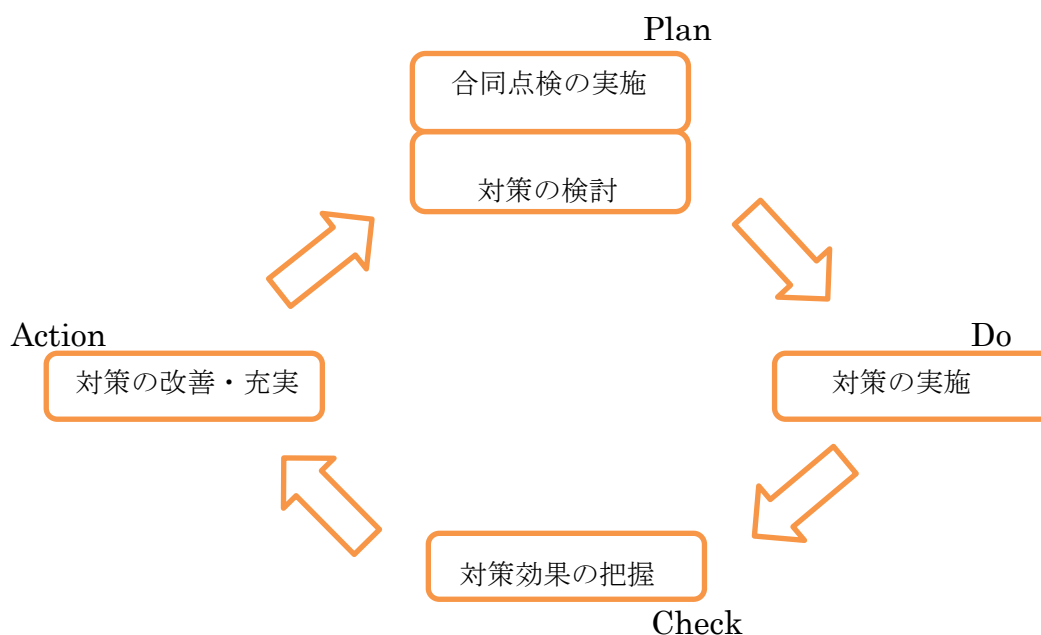 Plan
合同点検の実施
対策の検討
Action
対策の改善・充実
Do
対策の実施
対策効果の把握
Check